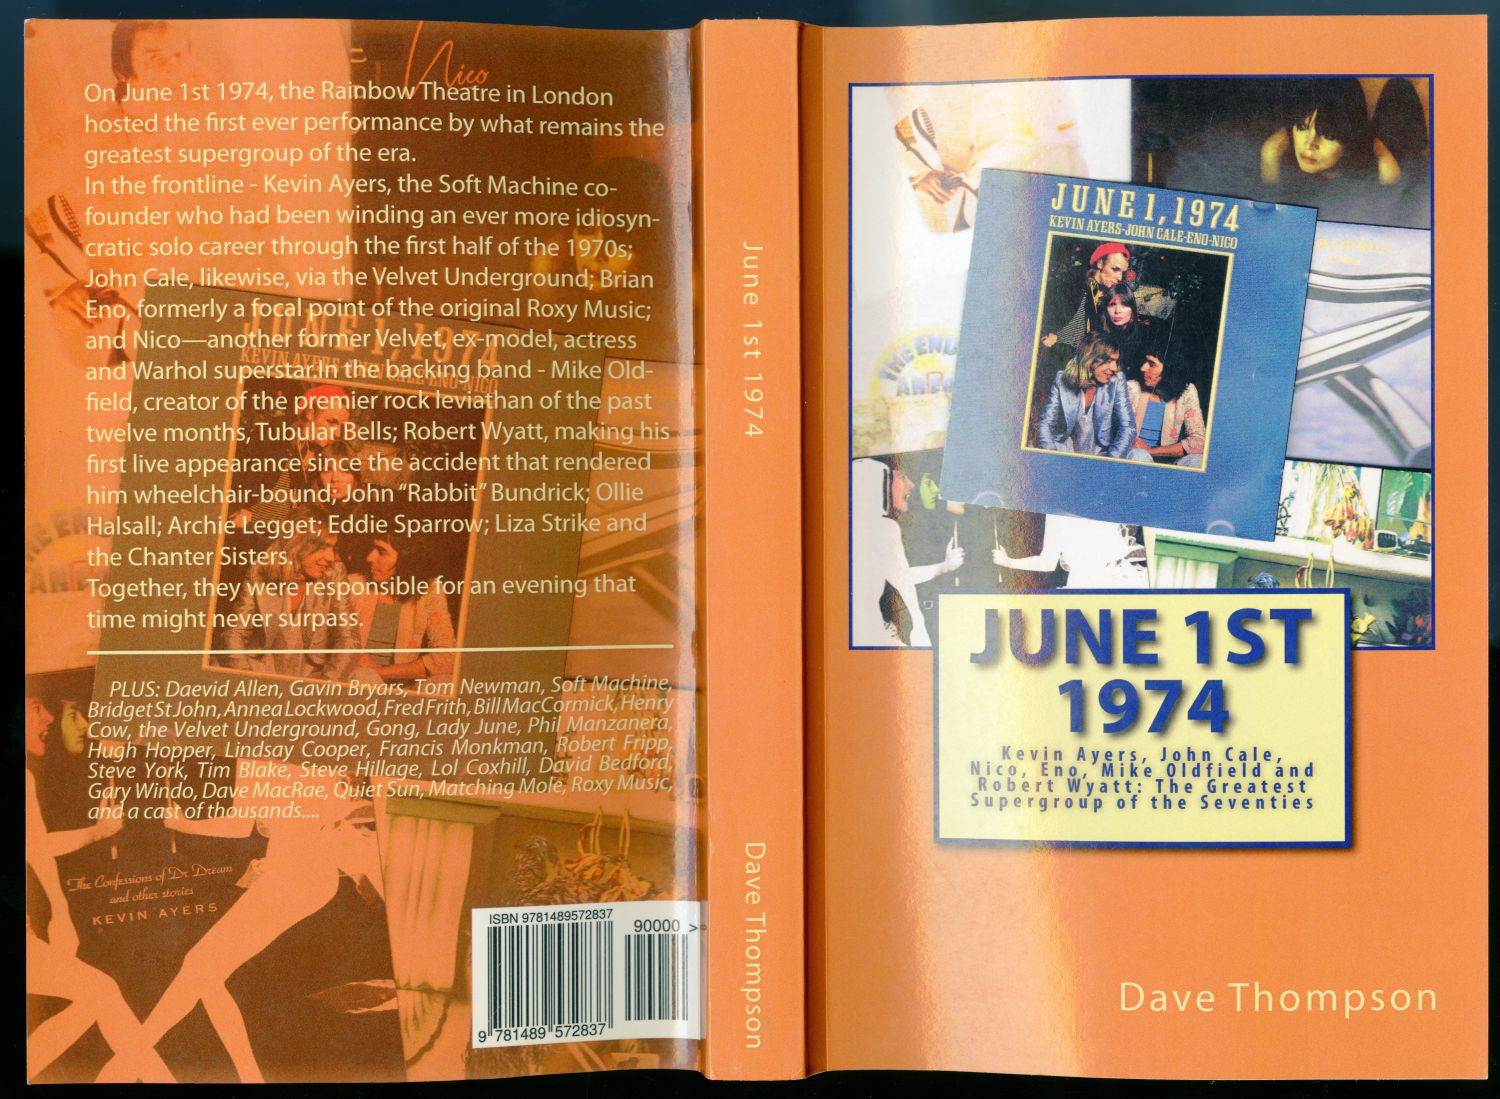 Nico
On June 1st 1974, the Rainbow Theatre in London
hosted the first ever performance by what remains the
greatest supergroup of the era.
In the frontline - Kevin Ayers, the Soft Machine co-
founder who had been winding an ever more idiosyn-
cratic solo career through the first half of the 1970s;
John Cale, likewise, via the Velvet Underground; Brian
Eno, formerly a focal point of the original Roxy Music;
and Nico—another former Velvet, ex-model, actress
and Warhol superstar.In the backing band - Mike Old-
field, creator of the premier rock leviathan of the past
twelve months, Tubular Bells; Robert Wyatt, making his
first live appearance since the accident that rendered
him wheelchair-bound; John “Rabbit” Bundrick; Ollie
Halsall; Archie Legget; Eddie Sparrow; Liza Strike and
the Chanter Sisters.
Together, they were responsible for an evening that
time might never surpass.
PLUS: Daevid Allen, Gavin Bryars, Tom Newman, Soft Machine,
Bridget St John, Annea Lockwood, Fred Frith, Bill MacCormick, Henry
Cow, the Velvet Underground, Gong, Lady June, Phil Manzanera,
Hugh Hopper, Lindsay Cooper, Francis Monkman, Robert Fripp,
Steve York, Tim Blake, Steve Hillage, Lol Coxhill, David Bedford,
Gary Windo, Dave MacRae, Quiet Sun, Matching Mole, Roxy Music,
and a cast of thousands....
JUNE 1, 1974
KEVIN AYERS-JOHN CALE-ENO-NICO
The Confessions of Dr Dream
and other stories
KEVIN AYERS
ISBN 9781489572837
90000 >
9 781489 572837
June 1st 1974
Dave Thompson
JUNE 1, 1974
KEVIN AYERS-JOHN CALE-ENO-NICO
JUNE 1ST
1974
Kevin Ayers, John Cale,
Nico, Eno, Mike Oldfield and
Robert Wyatt: The Greatest
Supergroup of the Seventies
Dave Thompson